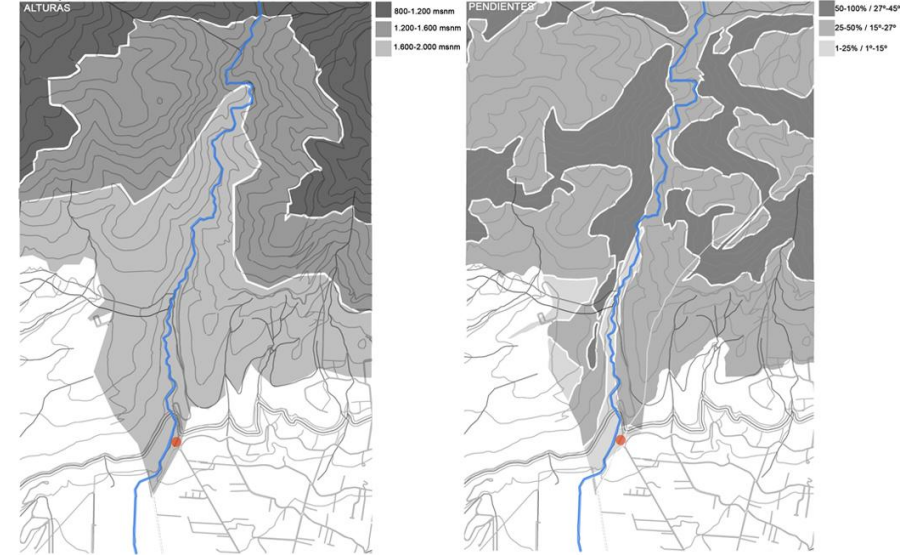 ALTURAS
800-1.200 msnm
1.200-1.600 msnm
1.600-2.000 msnm
PENDIENTES
50-100% / 27º-45º
25-50% / 15º-27º
1-25% / 1º-15º